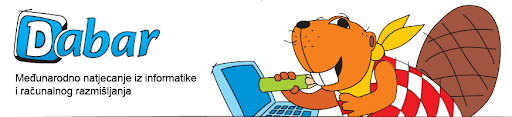 Dabar
Međunarodno natjecanje iz informatike
i računalnog razmišljanja